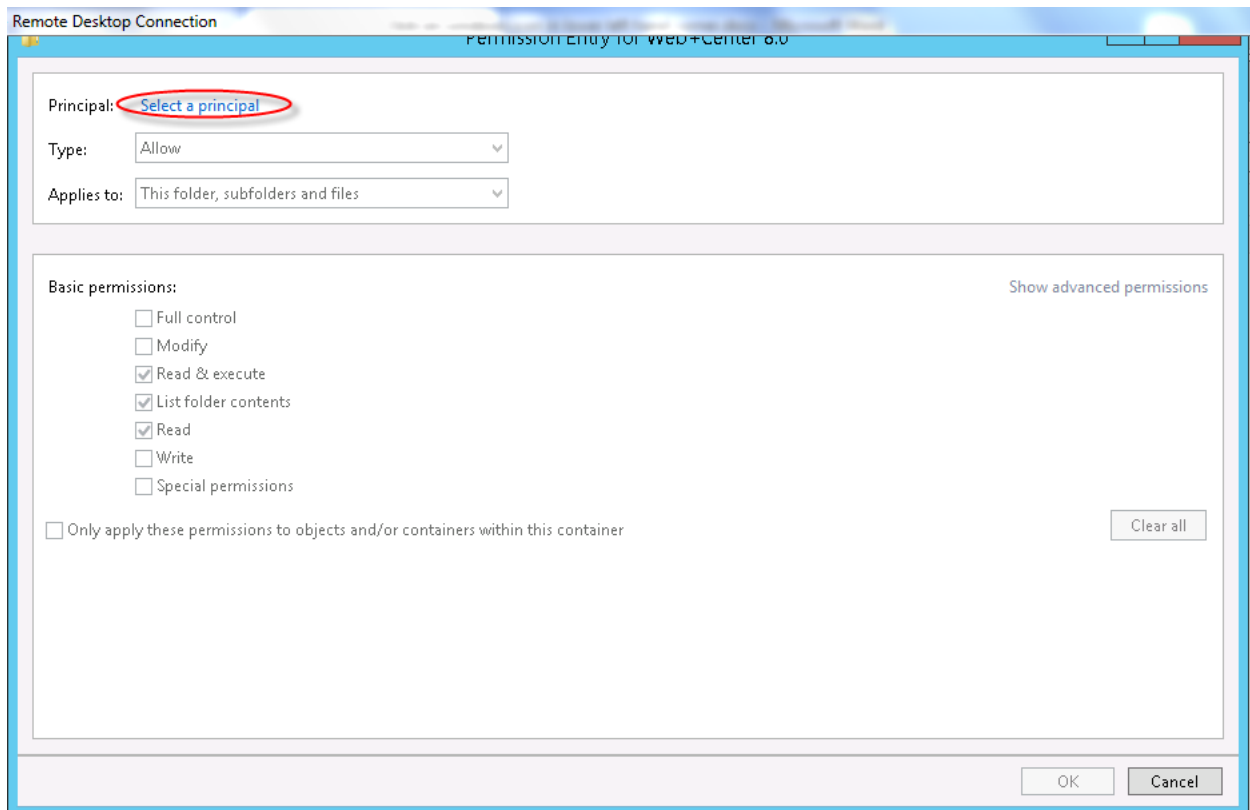 Remote Desktop Connection
Permission Entry for Web+Center 8.0
Principal: Select a principal
Type: Allow
Applies to: This folder, subfolders and files
Basic permissions: Show advanced permissions
Full control
Modify
Read & execute
List folder contents
Read
Write
Special permissions
Only apply these permissions to objects and/or containers within this container Clear all
OK Cancel